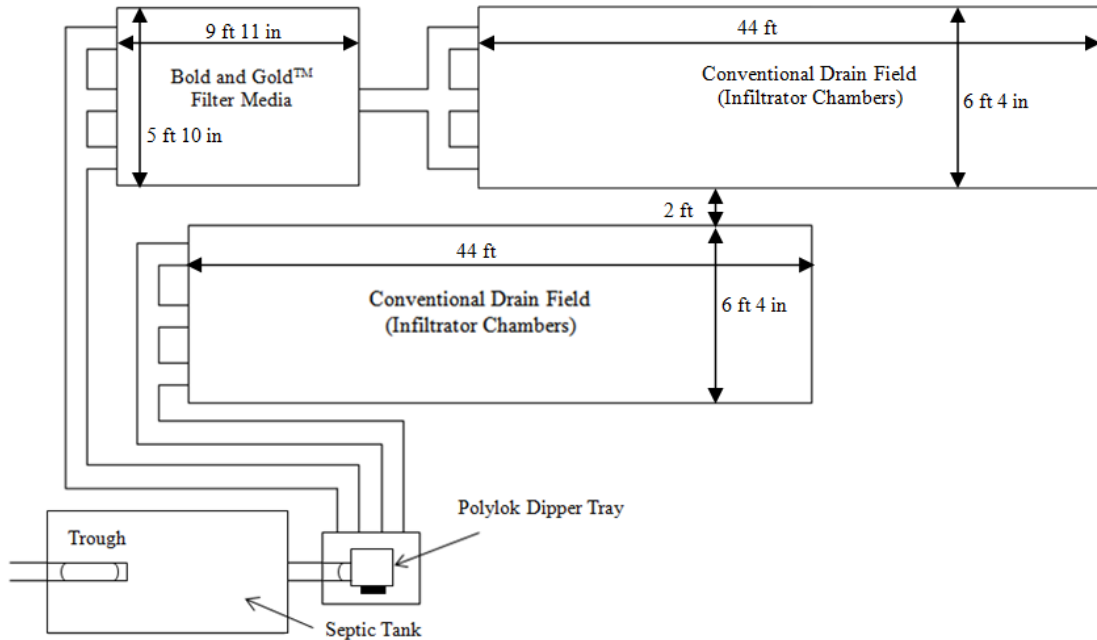 9 ft 11 in
Bold and Gold™
Filter Media
5 ft 10 in
44 ft
Conventional Drain Field
(Infiltrator Chambers)
6 ft 4 in
2 ft
44 ft
Conventional Drain Field
(Infiltrator Chambers)
6 ft 4 in
Polylok Dipper Tray
Trough
Septic Tank